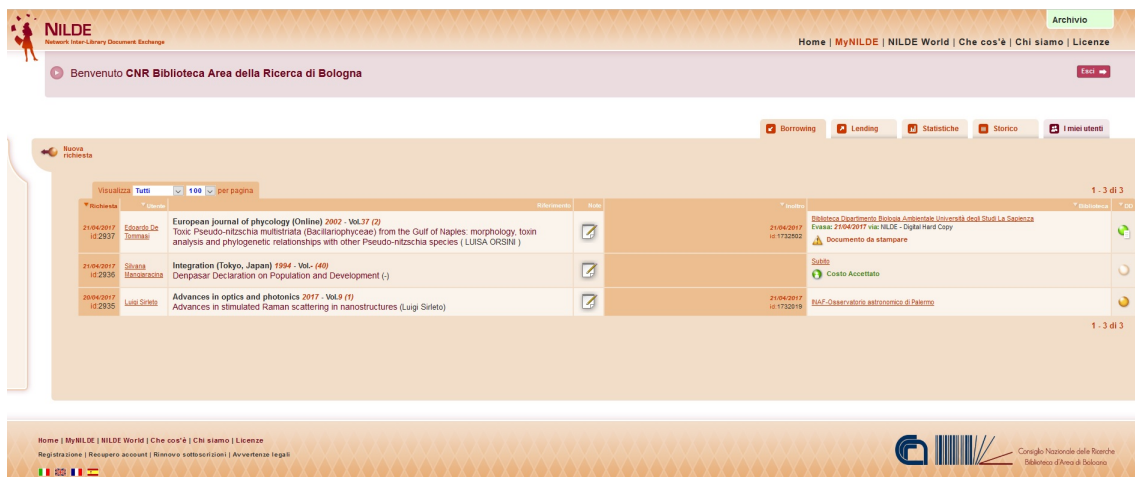 Archivio
NILDE
Network Inter-Library Document Exchange
Home | MyNILDE | NILDE World | Che cos'è | Chi siamo | Licenze
Benvenuto CNR Biblioteca Area della Ricerca di Bologna
Esci
Borrowing
Lending
Statistiche
Storico
I miei utenti
Nuova
richiesta
Visualizza Tutti 100 per pagina
1 - 3 di 3
Richiesta Utente Riferimento Note Inoltro Biblioteca DD
21/04/2017
id:2937
Edoardo De
Tommasi
European journal of phycology (Online) 2002 - Vol.37 (2)
Toxic Pseudo-nitzschia multistriata (Bacillariophyceae) from the Gulf of Naples: morphology, toxin
analysis and phylogenetic relationships with other Pseudo-nitzschia species ( LUISA ORSINI )
21/04/2017
id:1732502
Biblioteca Dipartimento Biologia Ambientale Università degli Studi La Sapienza
Evasa: 21/04/2017 via: NILDE - Digital Hard Copy
Documento da stampare
21/04/2017
id:2936
Silvana
Mangiaracina
Integration (Tokyo, Japan) 1994 - Vol.- (40)
Denpasar Declaration on Population and Development (-)
Subito
Costo Accettato
20/04/2017
id:2935
Luigi Sirleto
Advances in optics and photonics 2017 - Vol.9 (1)
Advances in stimulated Raman scattering in nanostructures (Luigi Sirleto)
21/04/2017
id:1732019
INAF-Osservatorio astronomico di Palermo
1 - 3 di 3
Home | MyNILDE | NILDE World | Che cos'è | Chi siamo | Licenze
Registrazione | Recupero account | Rinnovo sottoscrizioni | Avvertenze legali
Consiglio Nazionale delle Ricerche
Biblioteca d'Area di Bologna